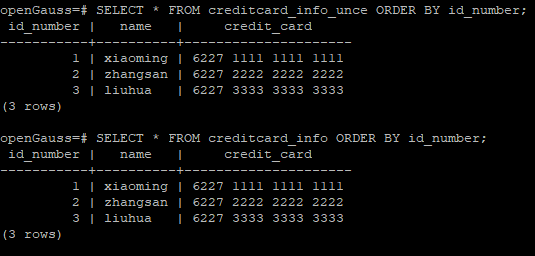 openGauss=# SELECT * FROM creditcard_info_unce ORDER BY id_number;
 id_number |   name   |     credit_card
-----------+----------+---------------------
         1 | xiaoming | 6227 1111 1111 1111
         2 | zhangsan | 6227 2222 2222 2222
         3 | liuhua   | 6227 3333 3333 3333
(3 rows)

openGauss=# SELECT * FROM creditcard_info ORDER BY id_number;
 id_number |   name   |     credit_card
-----------+----------+---------------------
         1 | xiaoming | 6227 1111 1111 1111
         2 | zhangsan | 6227 2222 2222 2222
         3 | liuhua   | 6227 3333 3333 3333
(3 rows)